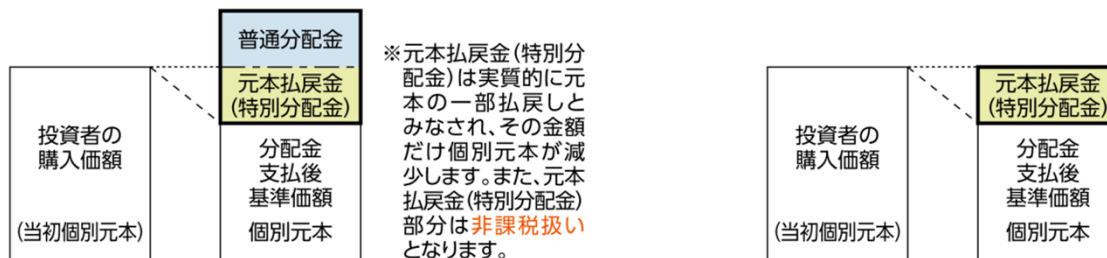 普通分配金
元本払戻金
(特別分配金)
投資者の
購入価額
(当初個別元本)
分配金
支払後
基準価額
個別元本
※元本払戻金(特別分
配金)は実質的に元
本の一部払戻しと
みなされ、その金額
だけ個別元本が減
少します。また、元本
払戻金(特別分配金)
部分は非課税扱い
となります。
元本払戻金
(特別分配金)
投資者の
購入価額
(当初個別元本)
分配金
支払後
基準価額
個別元本